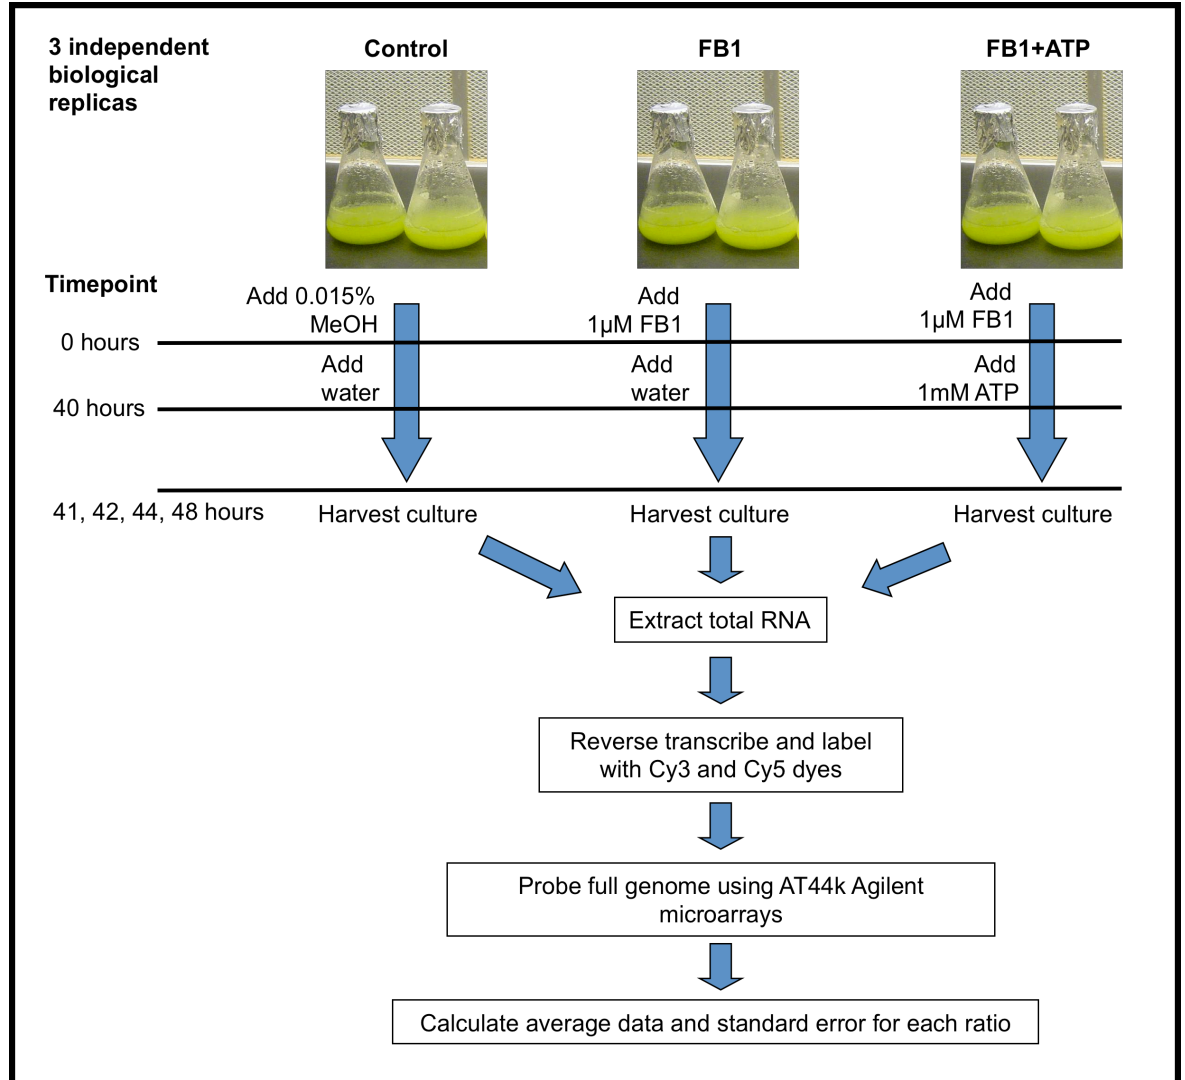 3 independent
biological
replicas
Control
FB1
FB1+ATP
Timepoint
Add 0.015%
MeOH
Add
1µM FB1
Add
1µM FB1
0 hours
Add
water
Add
water
Add
1mM ATP
40 hours
41, 42, 44, 48 hours
Harvest culture
Harvest culture
Harvest culture
Extract total RNA
Reverse transcribe and label
with Cy3 and Cy5 dyes
Probe full genome using AT44k Agilent
microarrays
Calculate average data and standard error for each ratio